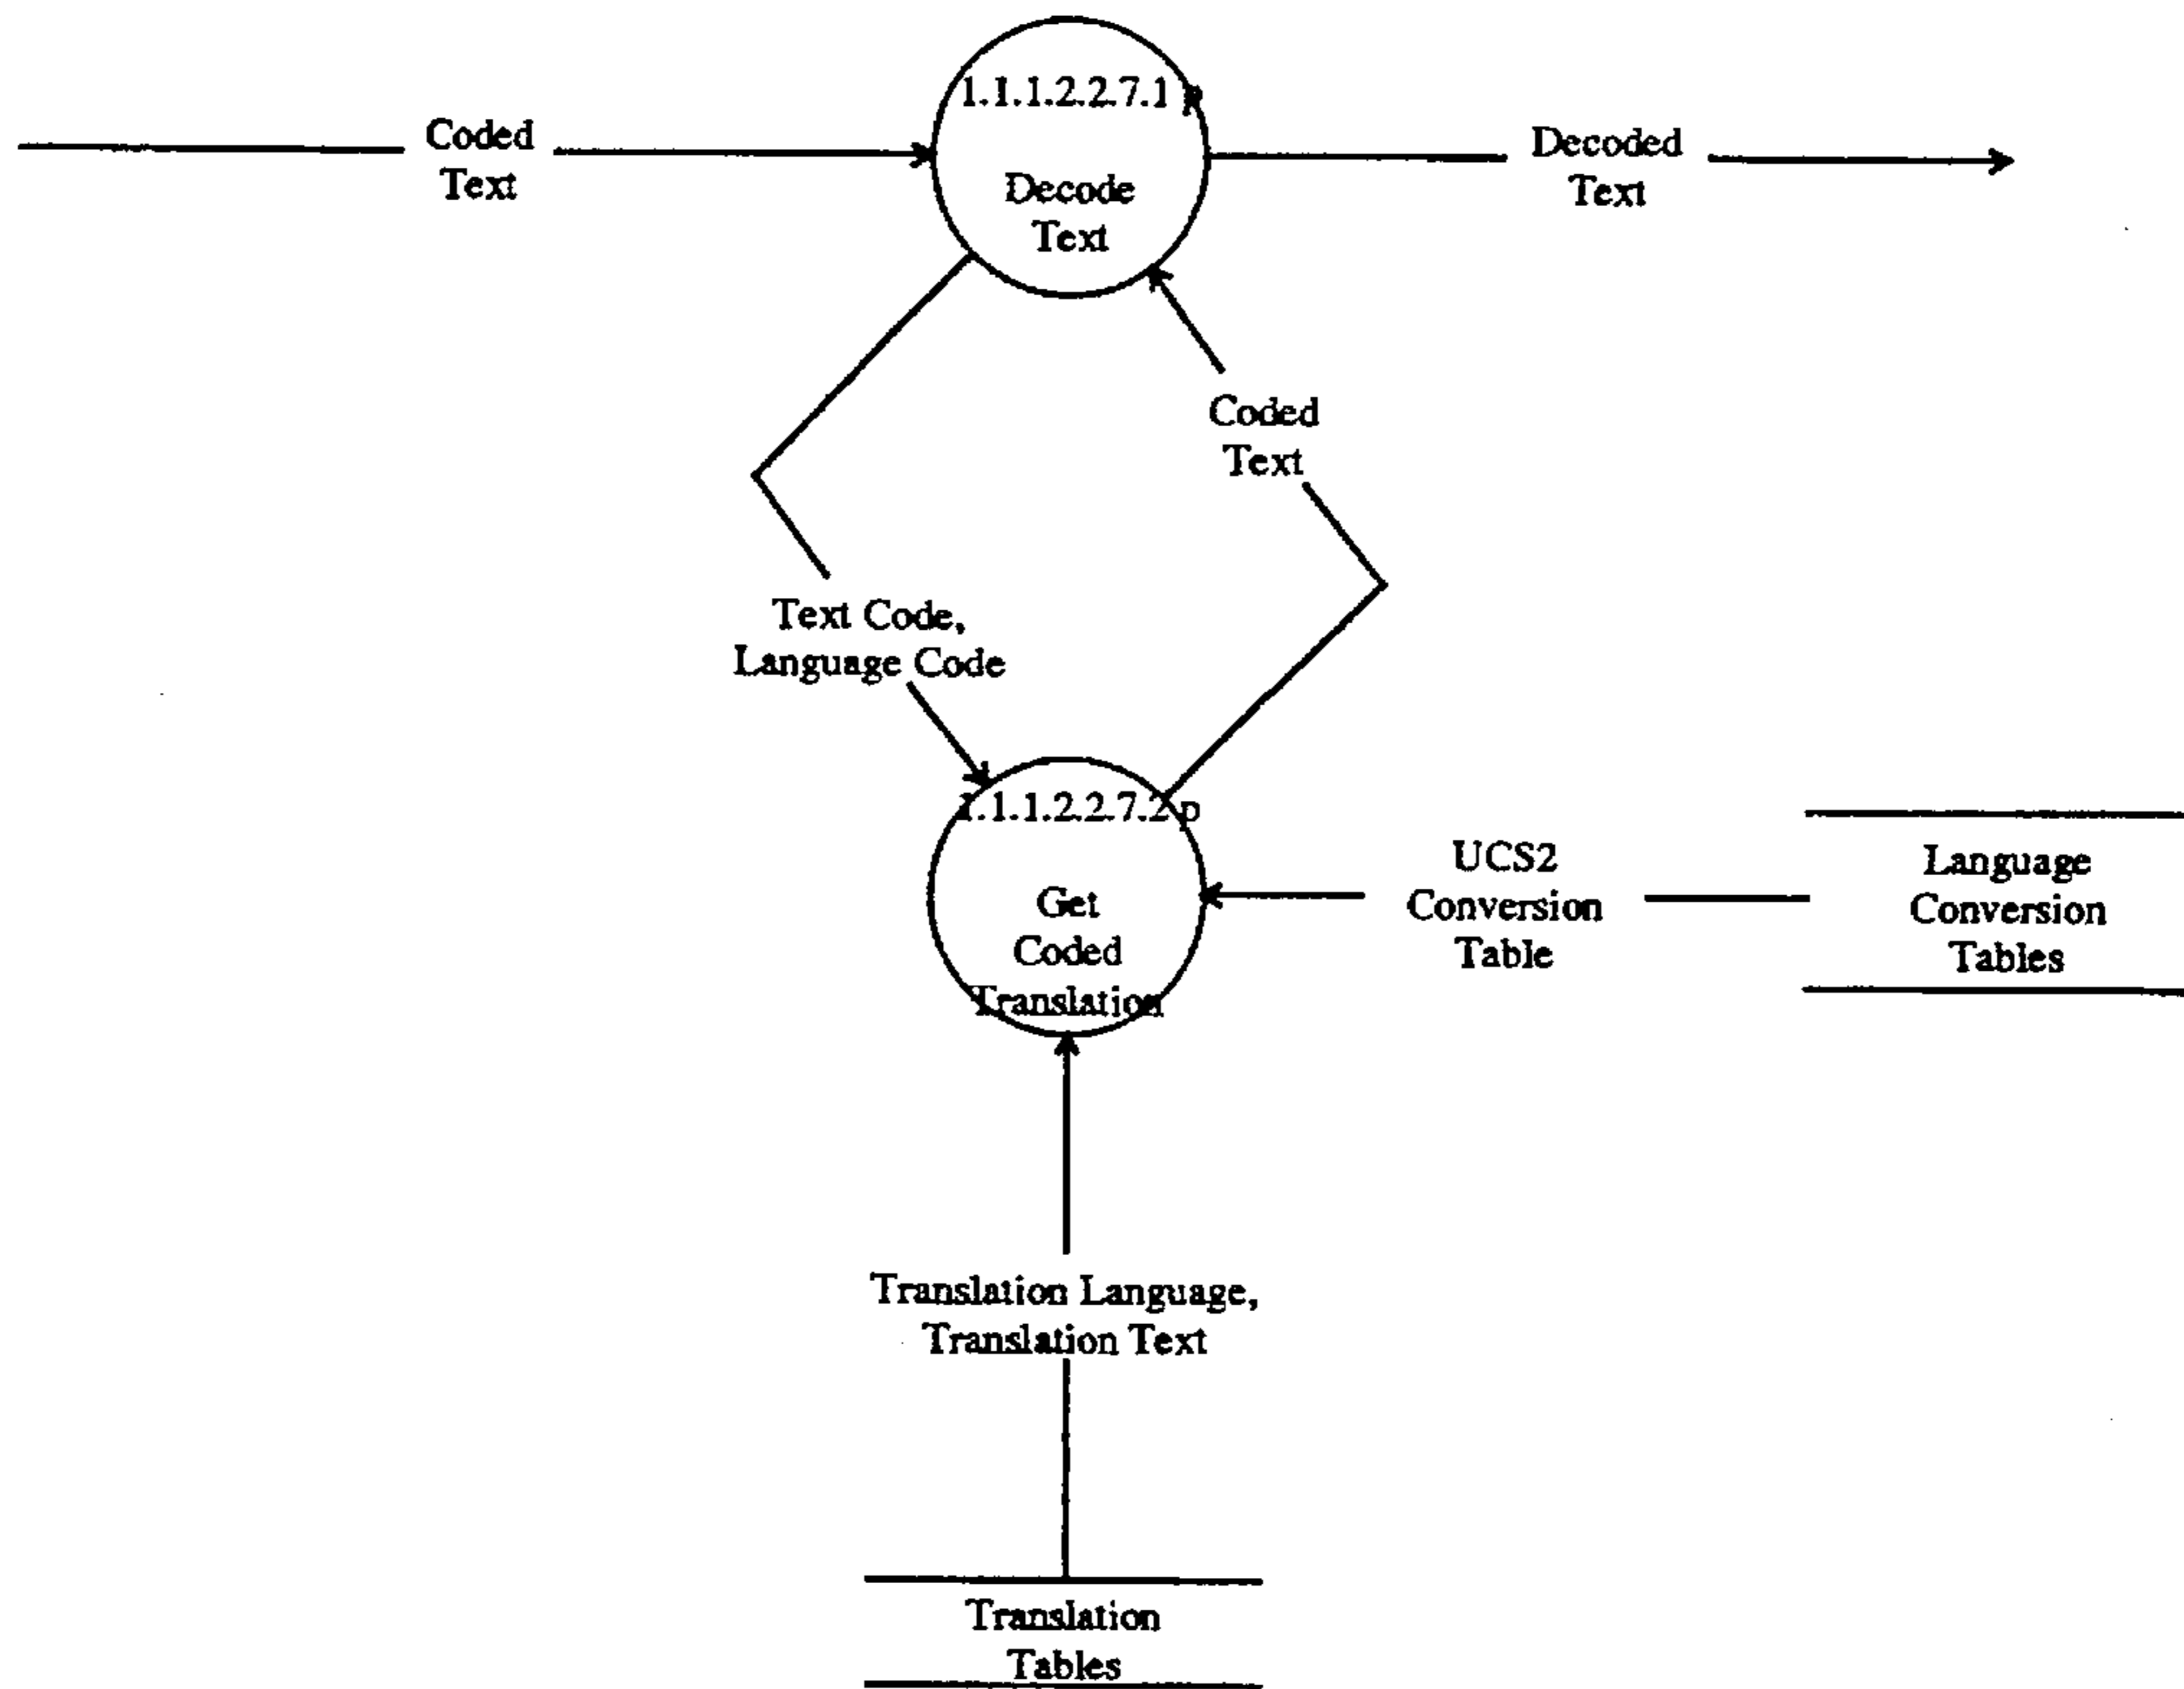 1.1.1.2.2.7.1 p
Coded
Text
Decode
Text
Decoded
Text
Coded
Text
Text Code,
Language Code
1.1.1.2.2.7.2 p
Get
Coded
Translation
UCS2
Conversion
Table
Language
Conversion
Tables
Translation Language,
Translation Text
Translation
Tables